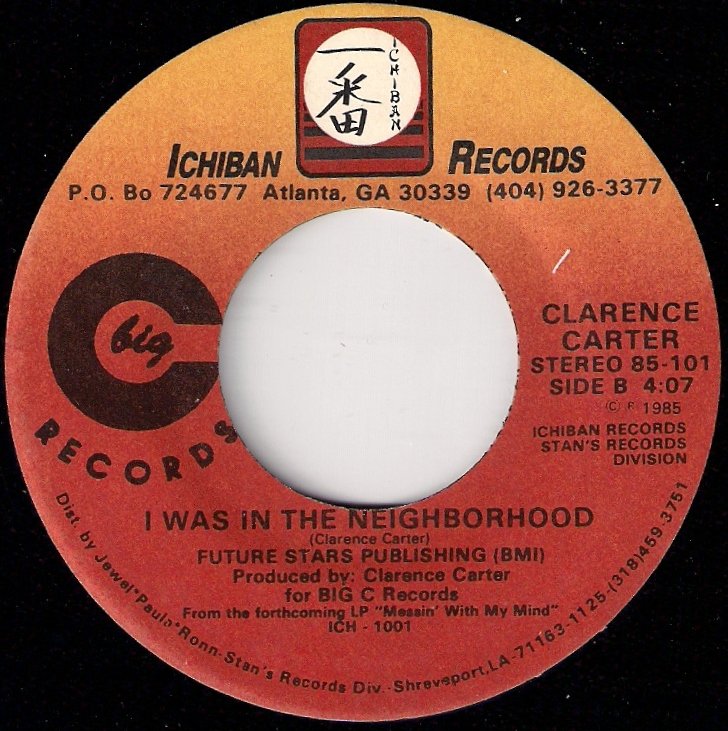 一番
ICHIBAN
ICHIBAN RECORDS
P.O. Bo 724677 Atlanta, GA 30339 (404) 926-3377
big
RECORDS
CLARENCE
CARTER
STEREO 85-101
SIDE B 4:07
(C) P 1985
ICHIBAN RECORDS
STAN'S RECORDS
DIVISION
I WAS IN THE NEIGHBORHOOD
(Clarence Carter)
FUTURE STARS PUBLISHING (BMI)
Produced by: Clarence Carter
for BIG C Records
From the forthcoming LP "Messin' With My Mind"
ICH - 1001
Dist. by Jewel*Paula*Ronn-Stan's Records Div.-Shreveport,LA-71163-1125-(318)459-3751